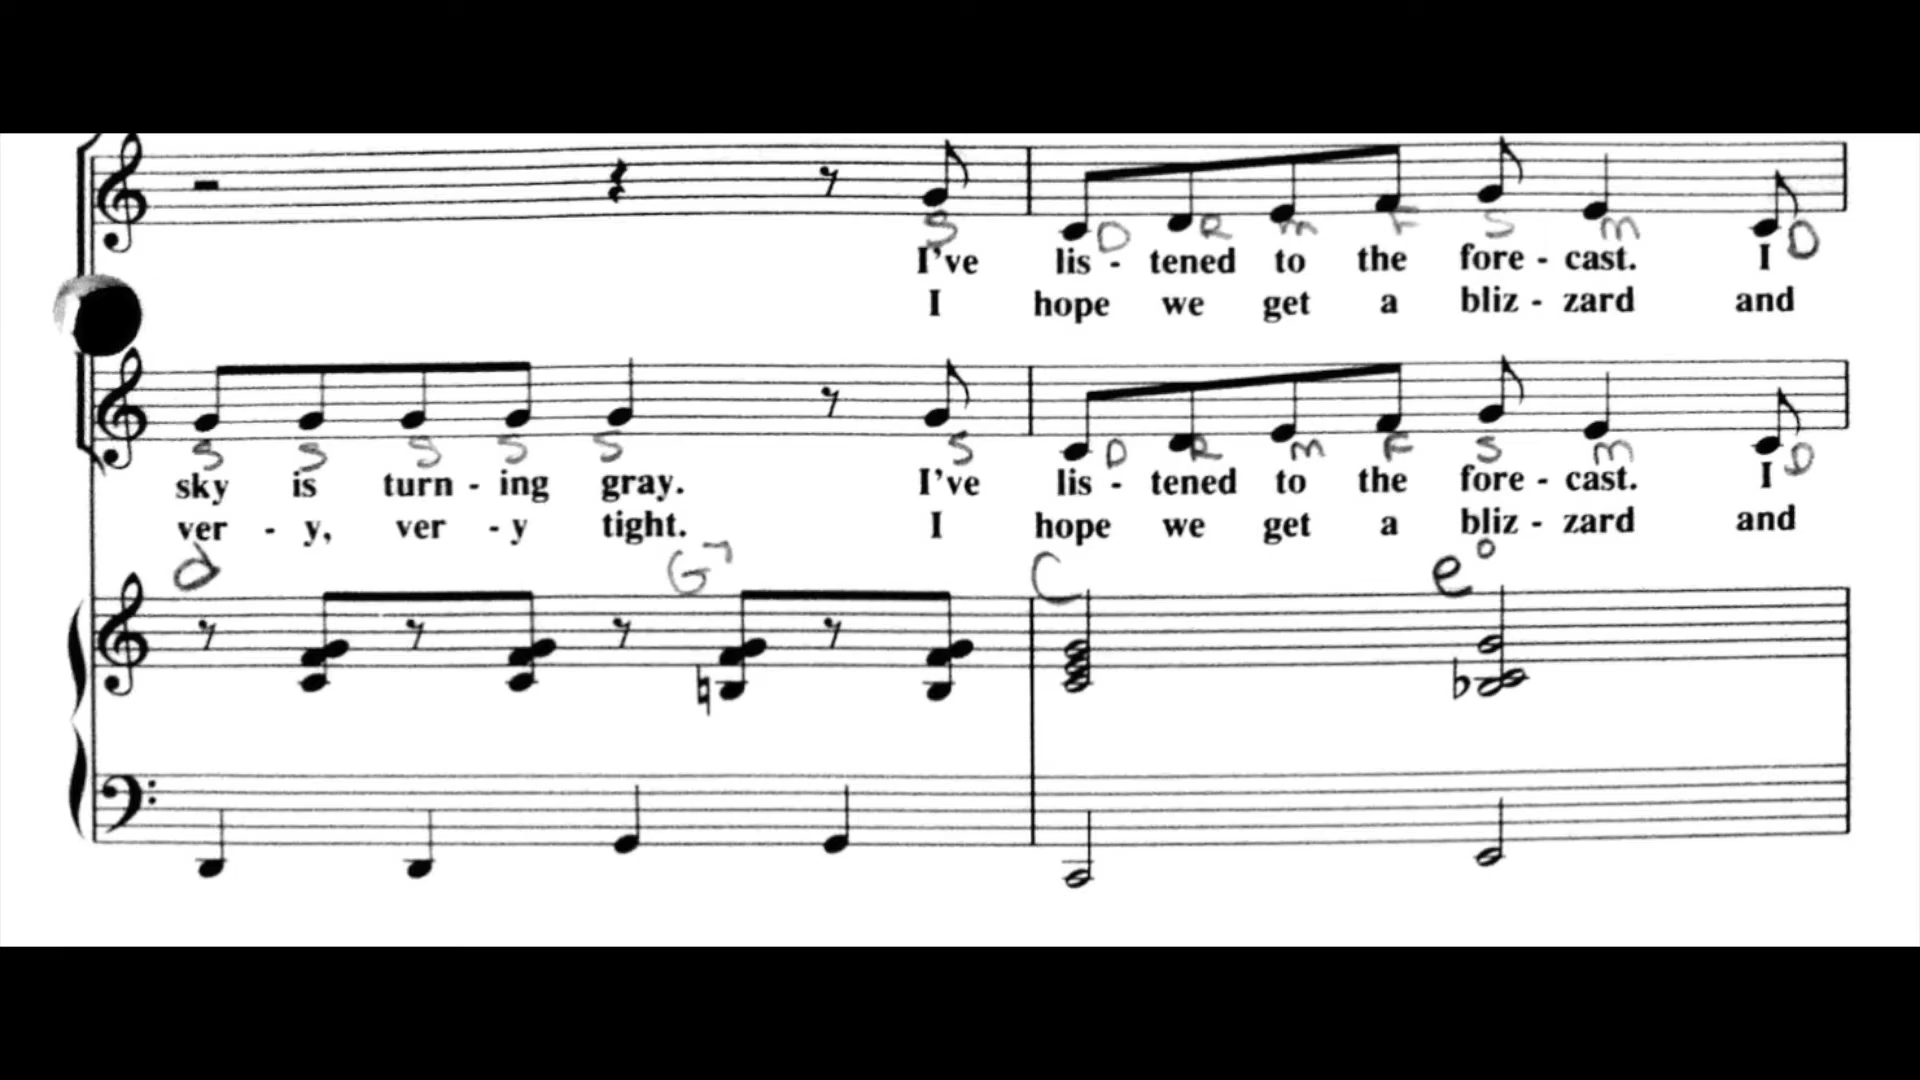 S D R m F S m D
I've lis - tened to the fore - cast. I
I hope we get a bliz - zard and
S S S S S S D R m F S m D
sky is turn - ing gray. I've lis - tened to the fore - cast. I
ver - y, ver - y tight. I hope we get a bliz - zard and
d G7 C e°